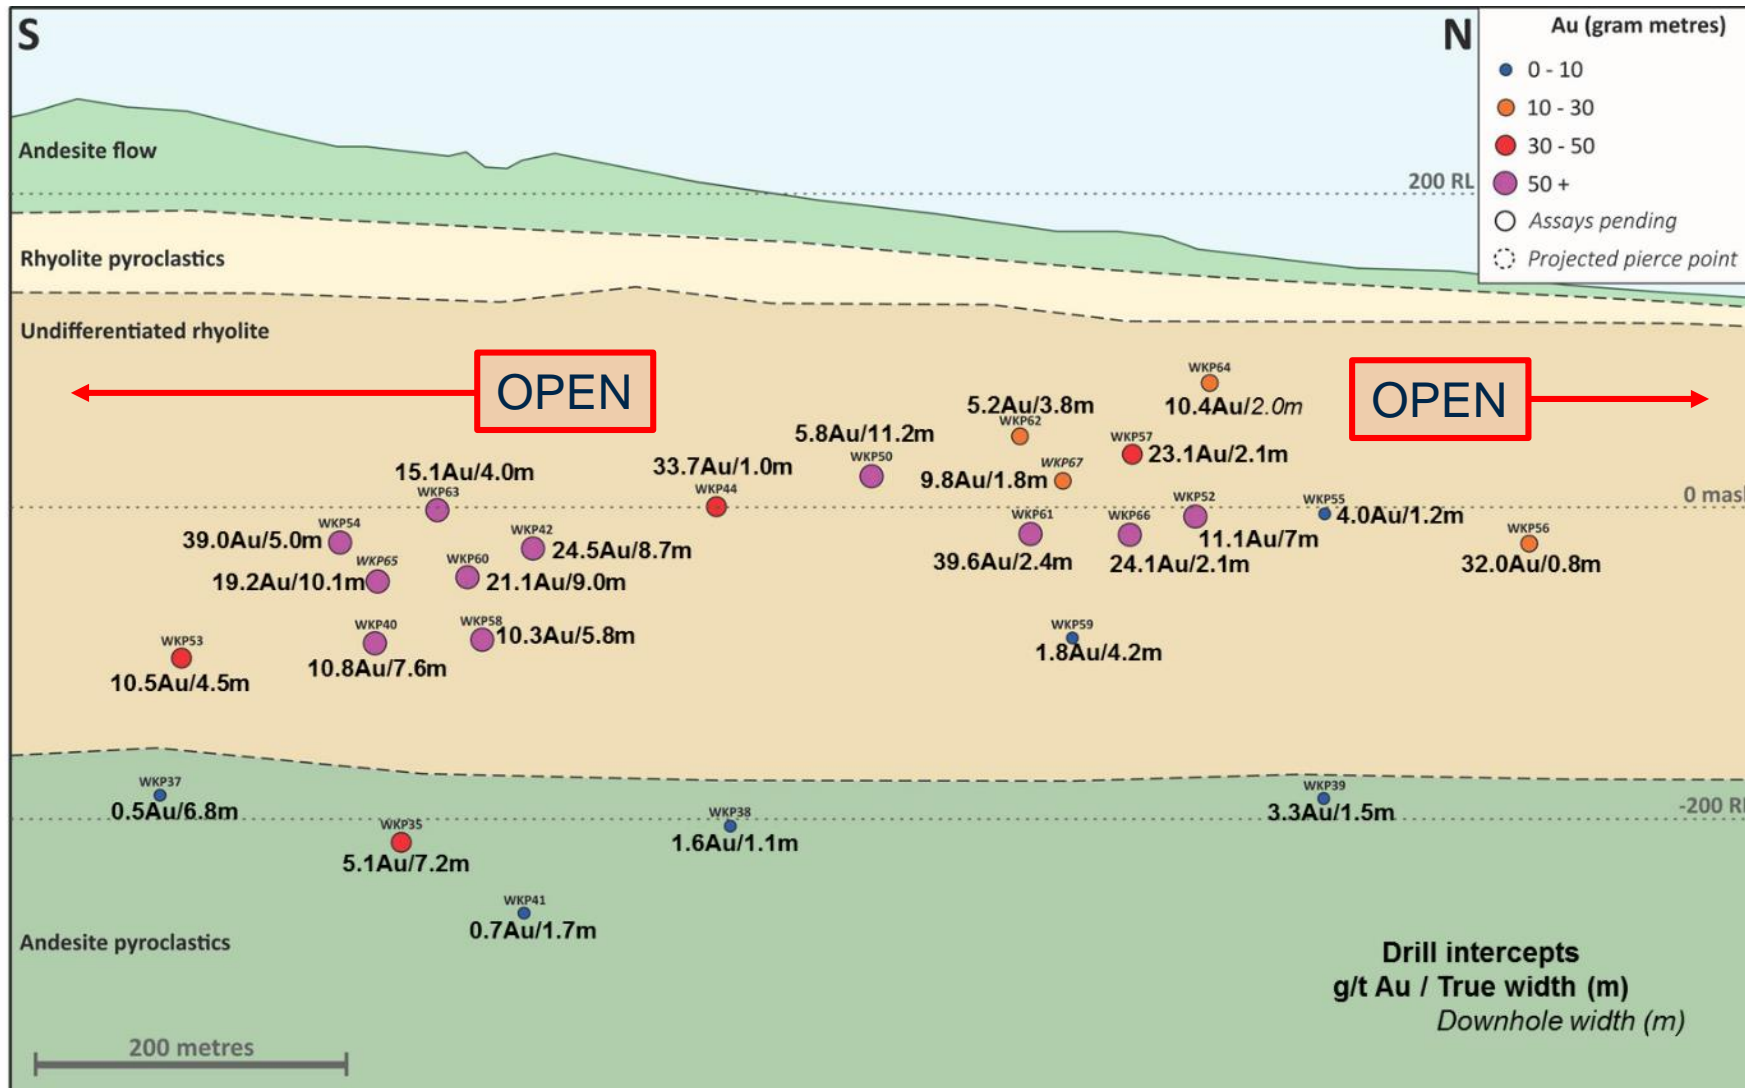 S
N
Au (gram metres)
0 - 10
10 - 30
30 - 50
50 +
Assays pending
Projected pierce point
Andesite flow
200 RL
Rhyolite pyroclastics
Undifferentiated rhyolite
OPEN
OPEN
WKP64
10.4Au/2.0m
5.2Au/3.8m
WKP62
5.8Au/11.2m
WKP50
WKP57
23.1Au/2.1m
15.1Au/4.0m
WKP63
33.7Au/1.0m
WKP44
WKP67
9.8Au/1.8m
0 masl
WKP54
39.0Au/5.0m
WKP42
24.5Au/8.7m
WKP61
39.6Au/2.4m
WKP66
24.1Au/2.1m
WKP52
11.1Au/7m
WKP55
4.0Au/1.2m
WKP56
32.0Au/0.8m
WKP65
19.2Au/10.1m
WKP60
21.1Au/9.0m
WKP53
10.5Au/4.5m
WKP40
10.8Au/7.6m
WKP58
10.3Au/5.8m
WKP59
1.8Au/4.2m
WKP37
0.5Au/6.8m
WKP35
5.1Au/7.2m
WKP38
1.6Au/1.1m
WKP39
3.3Au/1.5m
-200 RL
WKP41
0.7Au/1.7m
Andesite pyroclastics
Drill intercepts
g/t Au / True width (m)
Downhole width (m)
200 metres